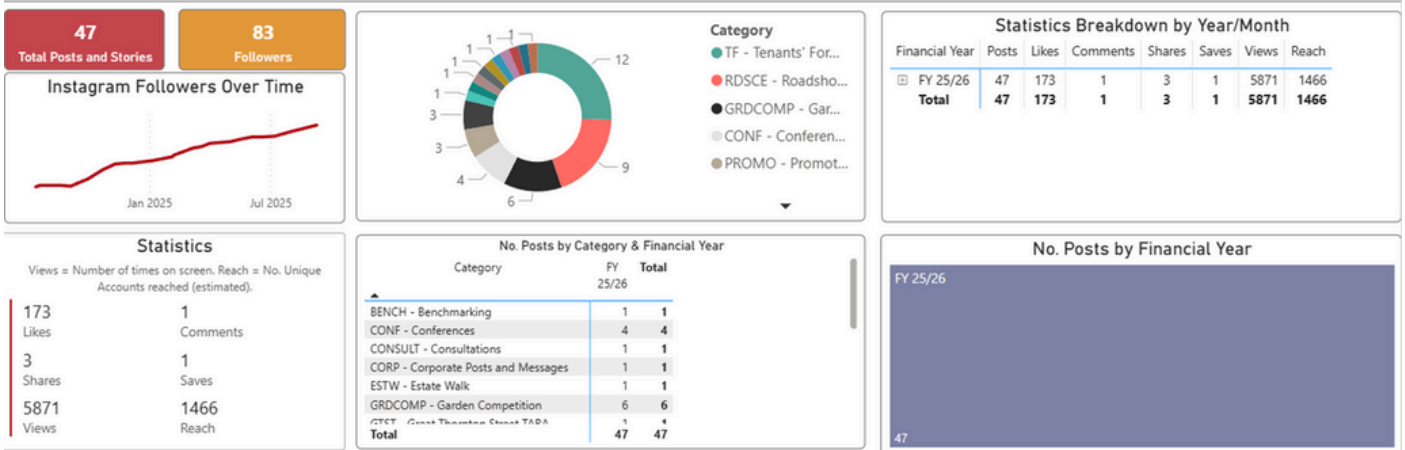 47
Total Posts and Stories
83
Followers
Instagram Followers Over Time
Jan 2025
Jul 2025
1
1
1
1
1
1
3
3
4
6
9
12
Category
TF - Tenants' For...
RDSCE - Roadsho...
GRDCOMP - Gar...
CONF - Conferen...
PROMO - Promot...
Statistics Breakdown by Year/Month
Financial Year Posts Likes Comments Shares Saves Views Reach
FY 25/26 47 173 1 3 1 5871 1466
Total 47 173 1 3 1 5871 1466
Statistics
Views = Number of times on screen. Reach = No. Unique
Accounts reached (estimated).
173 1
Likes Comments
3 1
Shares Saves
5871 1466
Views Reach
No. Posts by Category & Financial Year
Category FY Total
25/26
BENCH - Benchmarking 1 1
CONF - Conferences 4 4
CONSULT - Consultations 1 1
CORP - Corporate Posts and Messages 1 1
ESTW - Estate Walk 1 1
GRDCOMP - Garden Competition 6 6
GTST - Great Thornton Street TARA 1 1
Total 47 47
No. Posts by Financial Year
FY 25/26
47